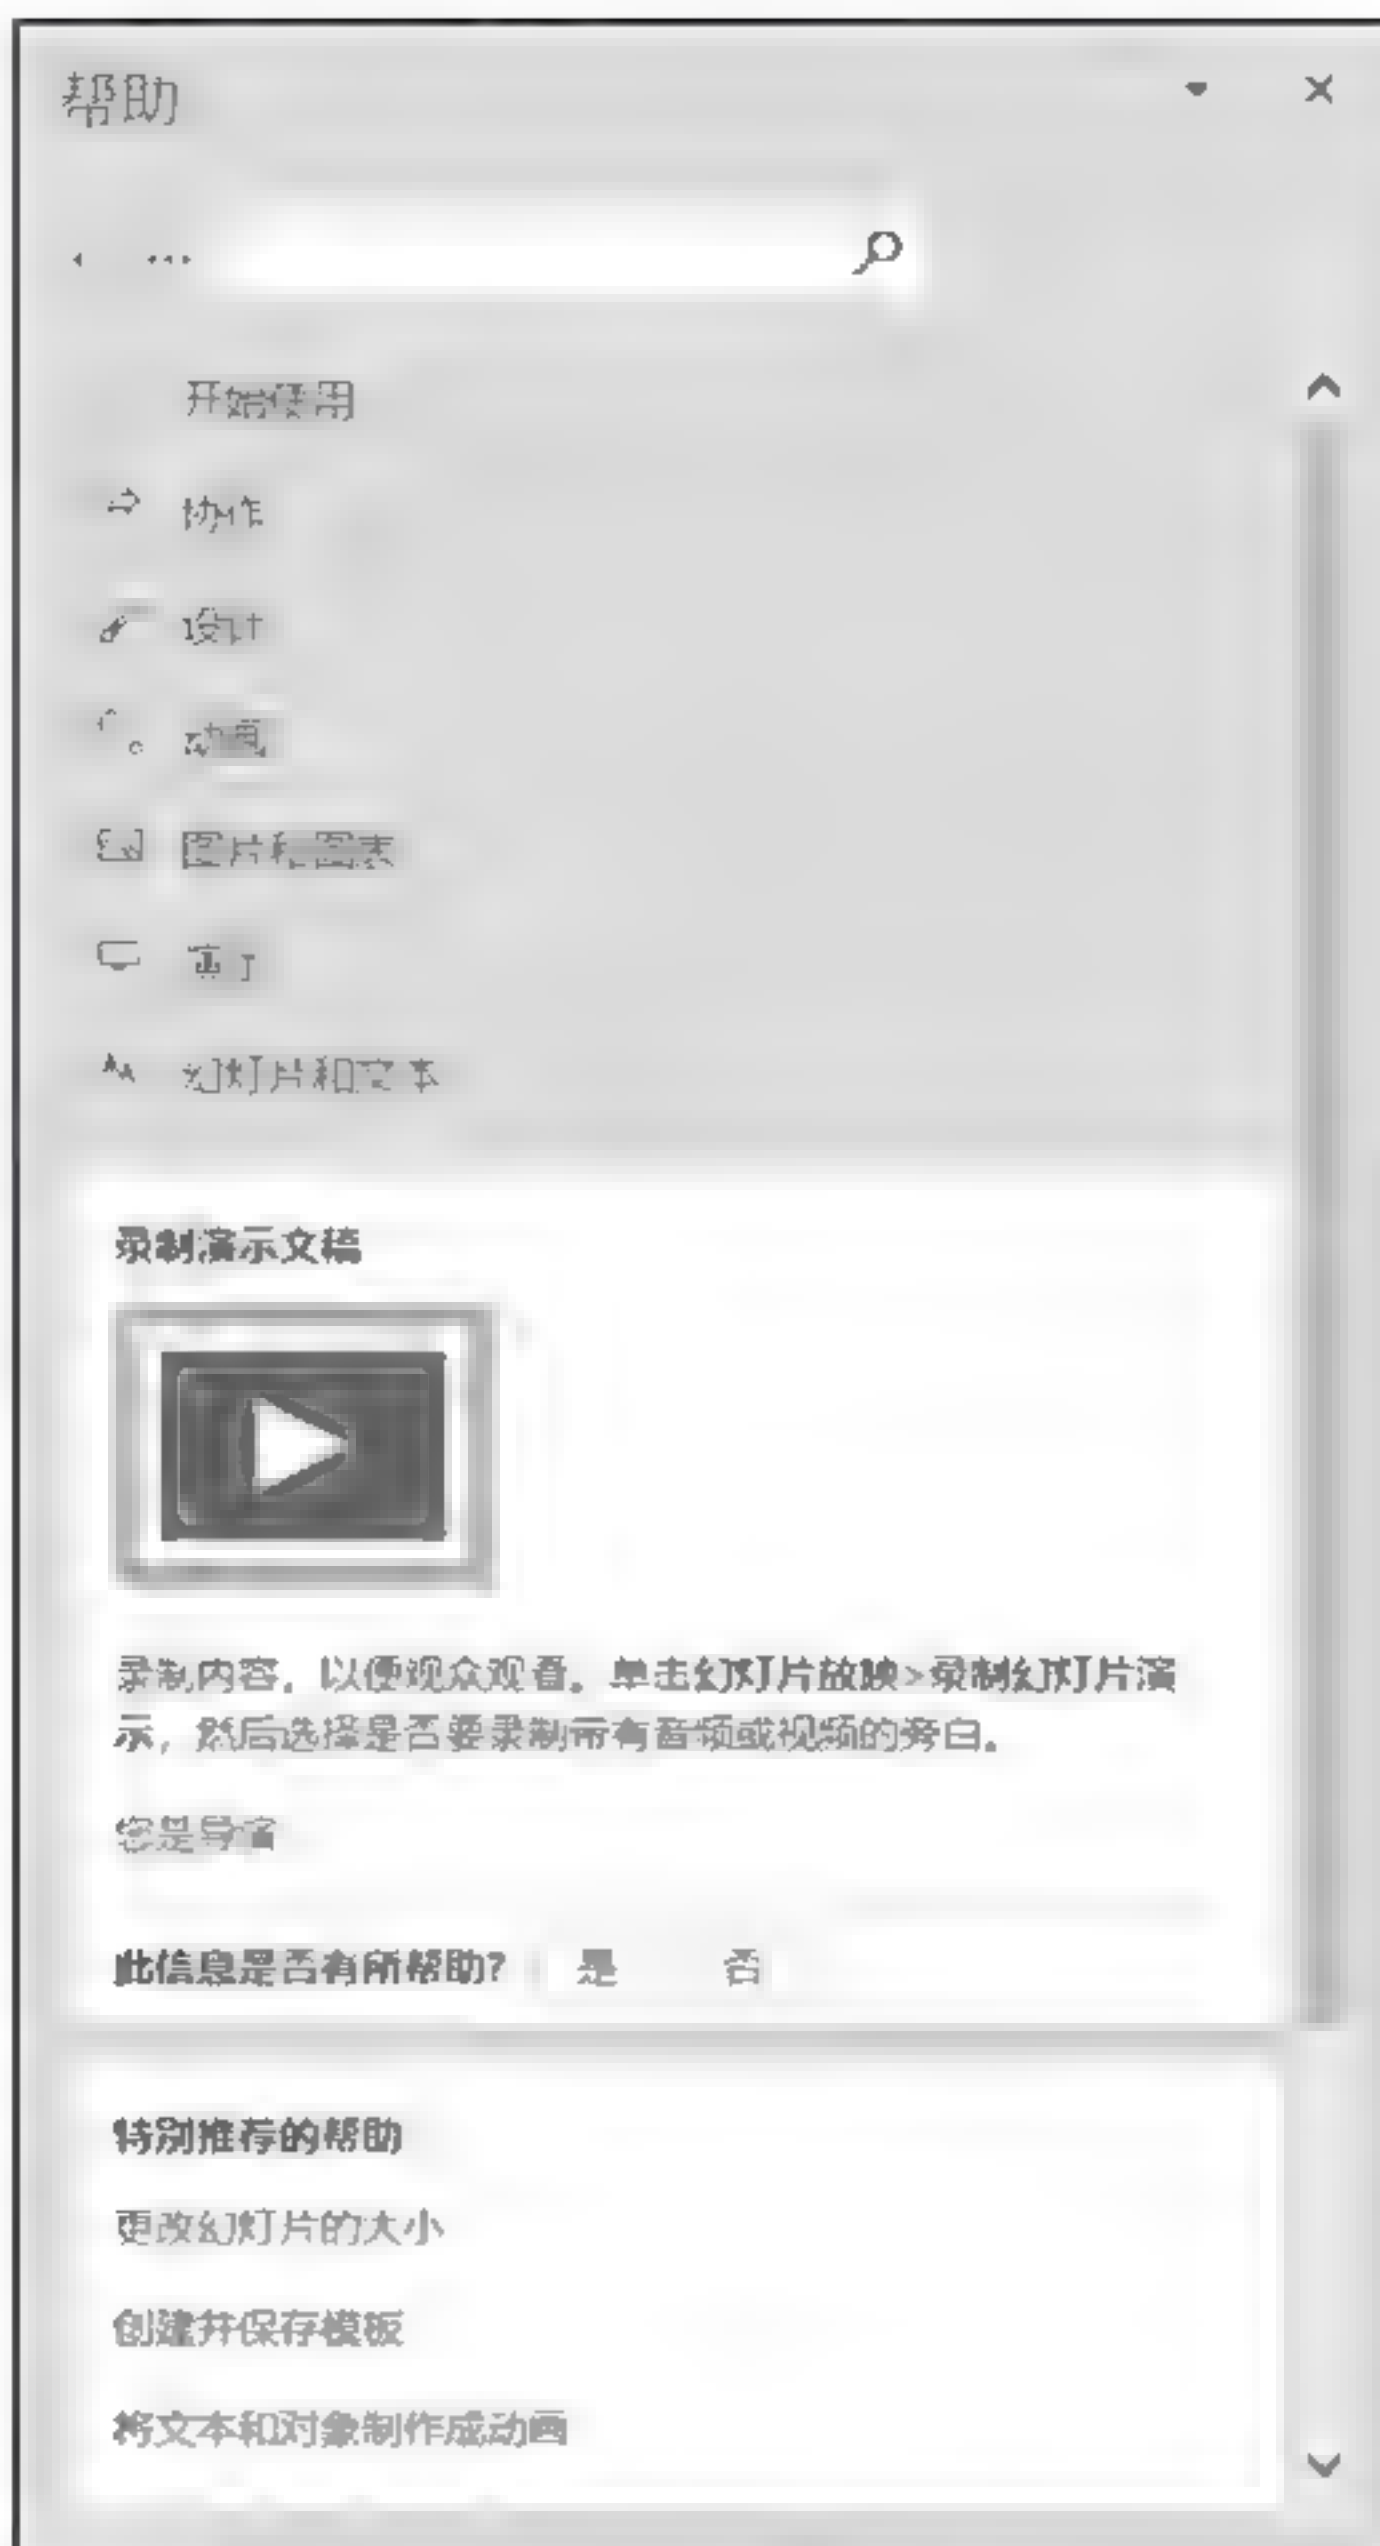 帮助
开始使用
协作
设计
动画
图片和图表
幻灯片和文本
录制演示文稿
录制内容，以便观众观看。单击幻灯片放映>录制幻灯片演
示，然后选择是否要录制带有音频或视频的旁白。
您是导演
此信息是否有所帮助? 是 否
特别推荐的帮助
更改幻灯片的大小
创建并保存模板
将文本和对象制作成动画